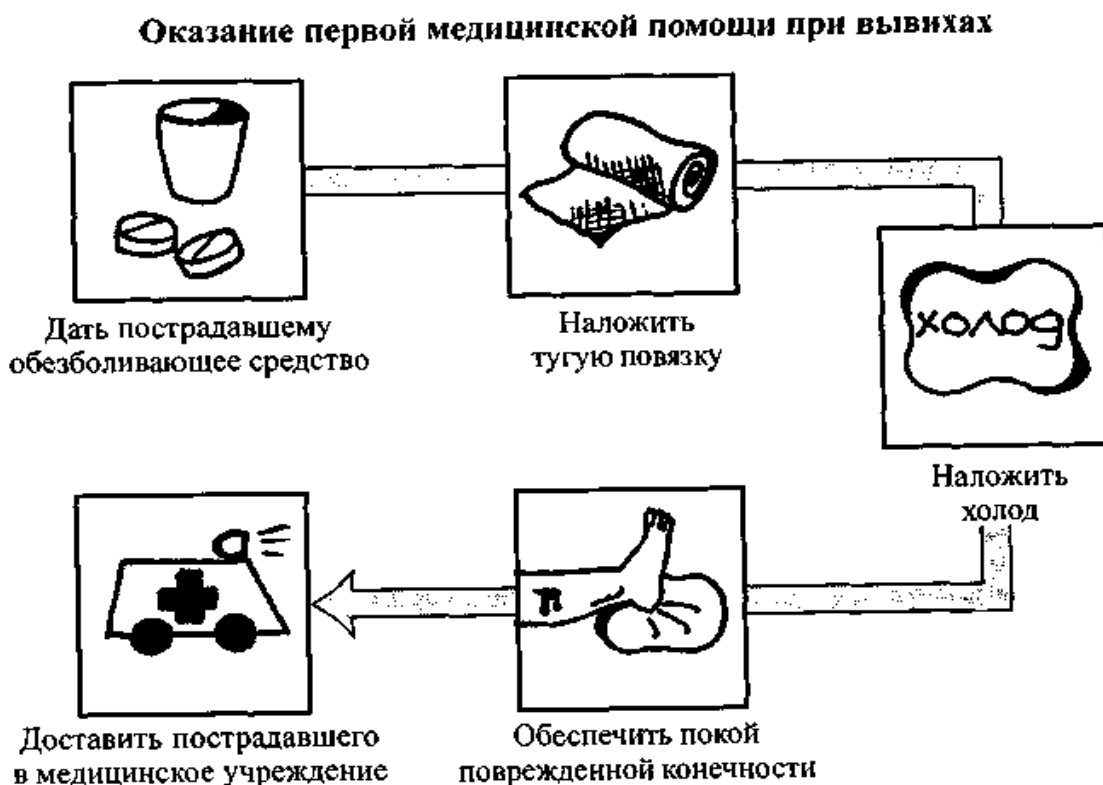 Оказание первой медицинской помощи при вывихах
Дать пострадавшему
обезболивающее средство
Наложить
тугую повязку
холод
Наложить
холод
Обеспечить покой
поврежденной конечности
Доставить пострадавшего
в медицинское учреждение